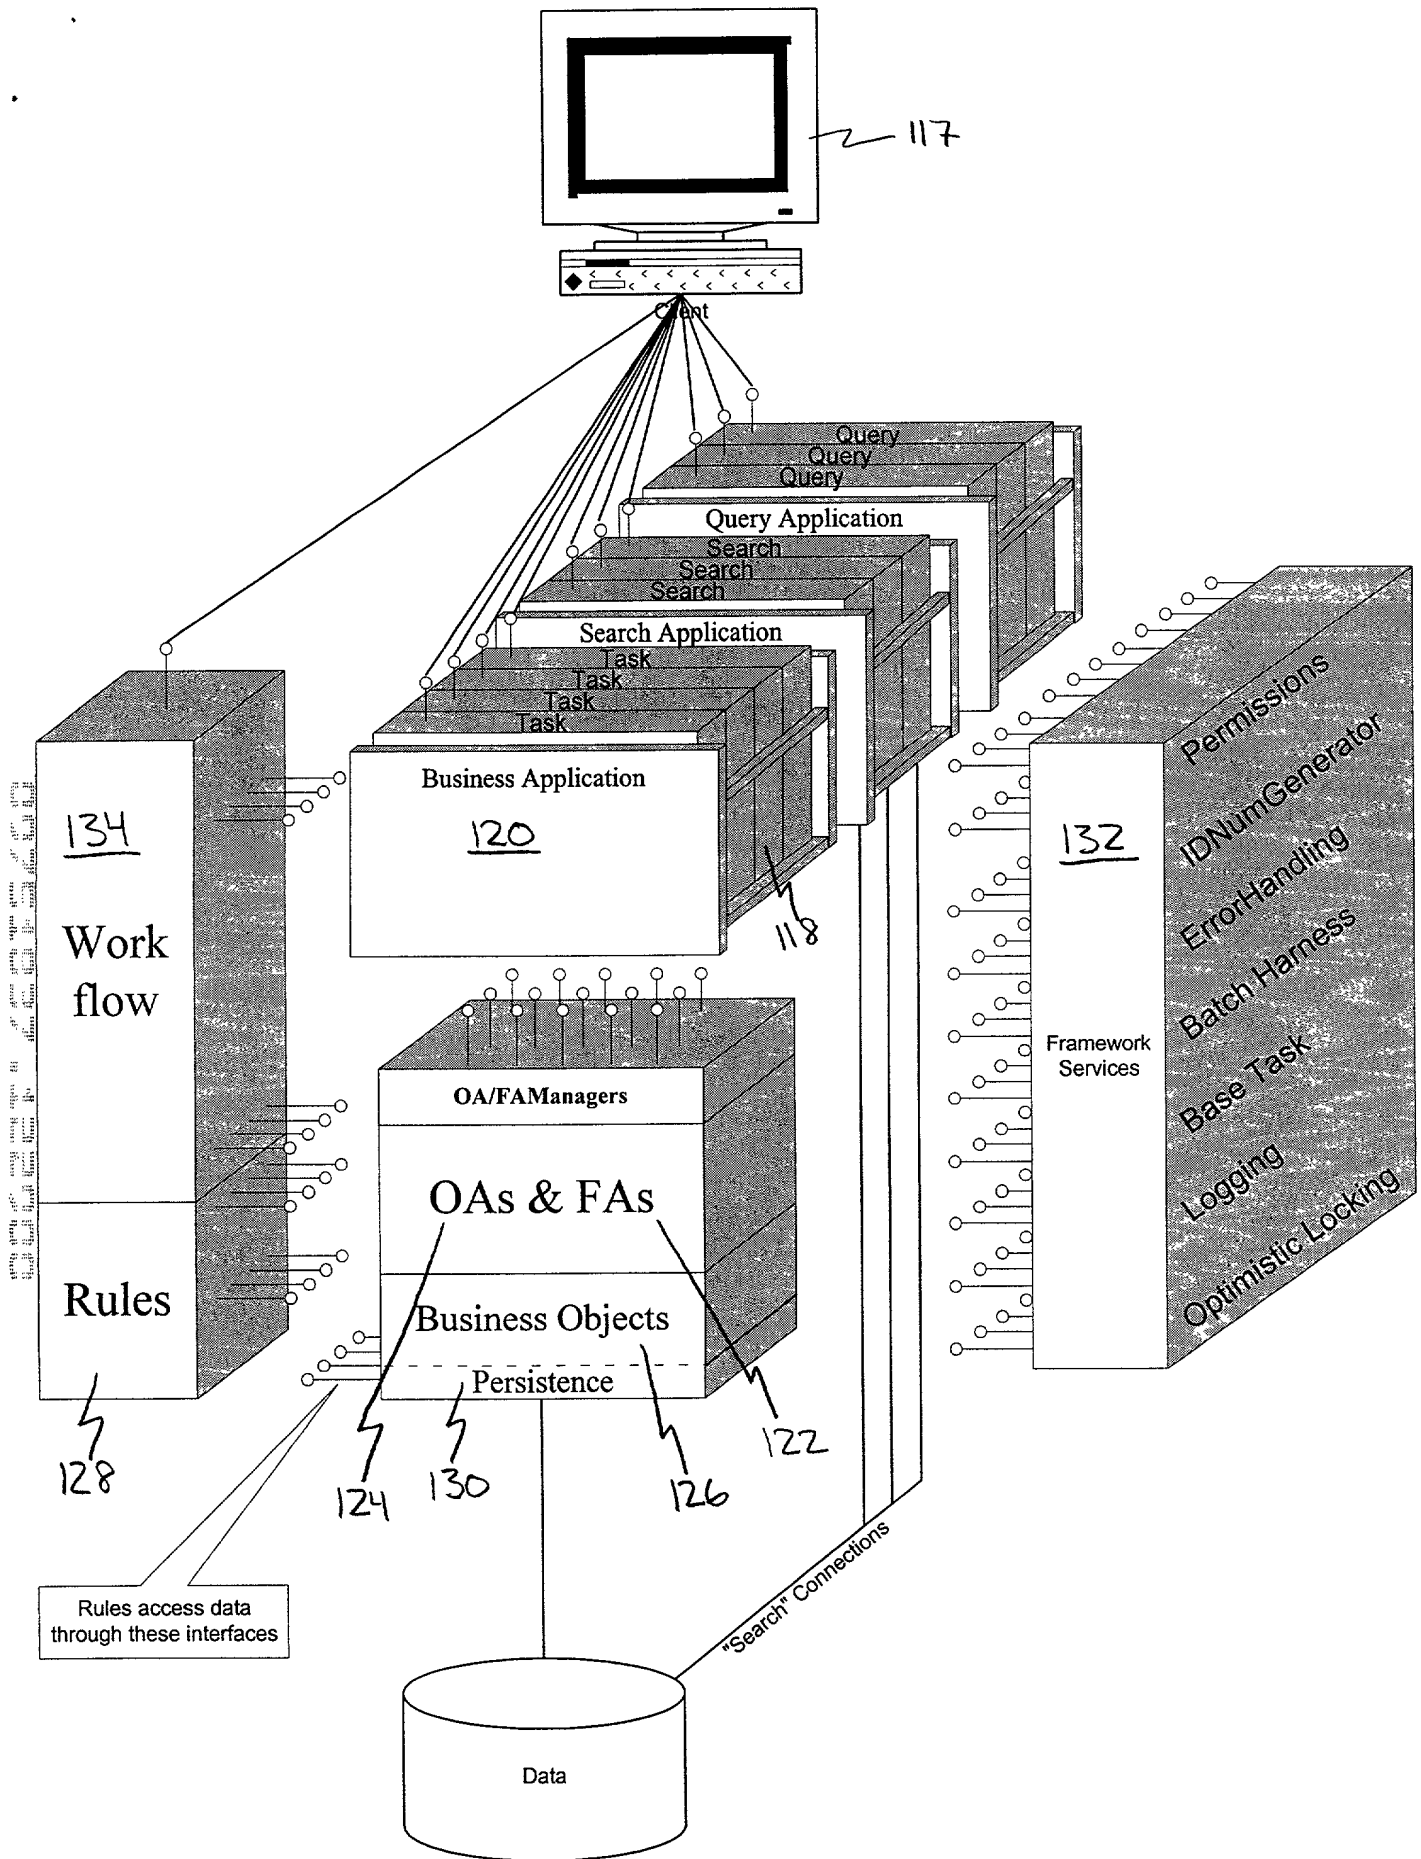 117
Client
Query
Query
Query
Query Application
Search
Search
Search
Search Application
Task
Task
Task
Task
Business Application
120
118
134
Work
flow
Rules
128
OA/FAManagers
OAs & FAs
Business Objects
Persistence
124
130
126
122
132
Framework
Services
Permissions
IDNumGenerator
ErrorHandling
Batch Harness
Base Task
Logging
Optimistic Locking
Rules access data
through these interfaces
"Search" Connections
Data